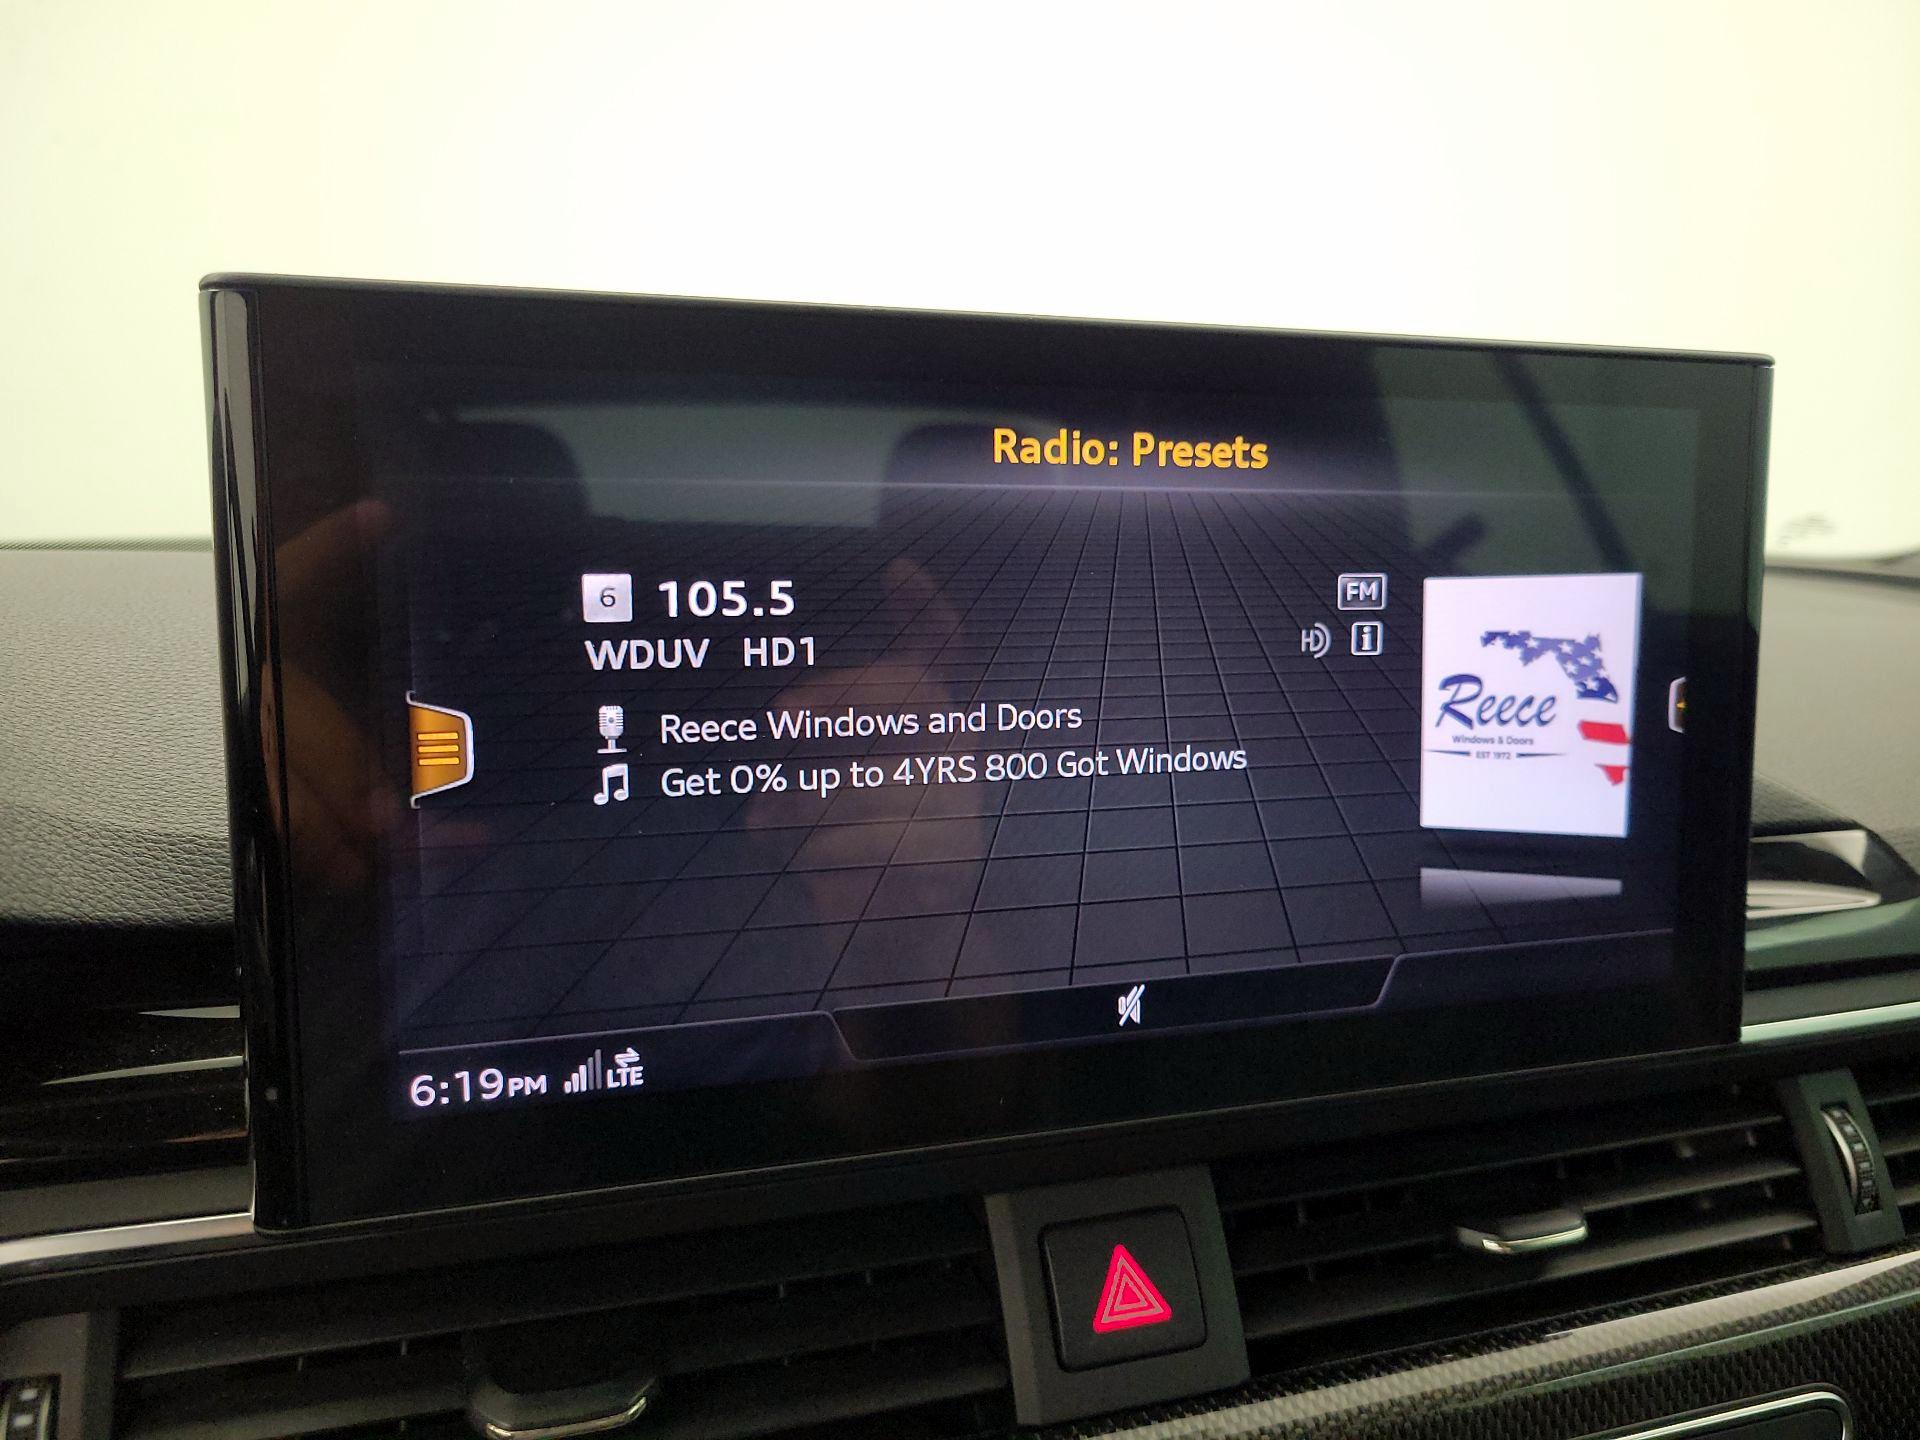 Radio: Presets
6 105.5
FM
WDUV HD1
HD i
Reece Windows and Doors
Get 0% up to 4YRS 800 Got Windows
Reece
Windows & Doors
EST 1972
6:19PM LTE